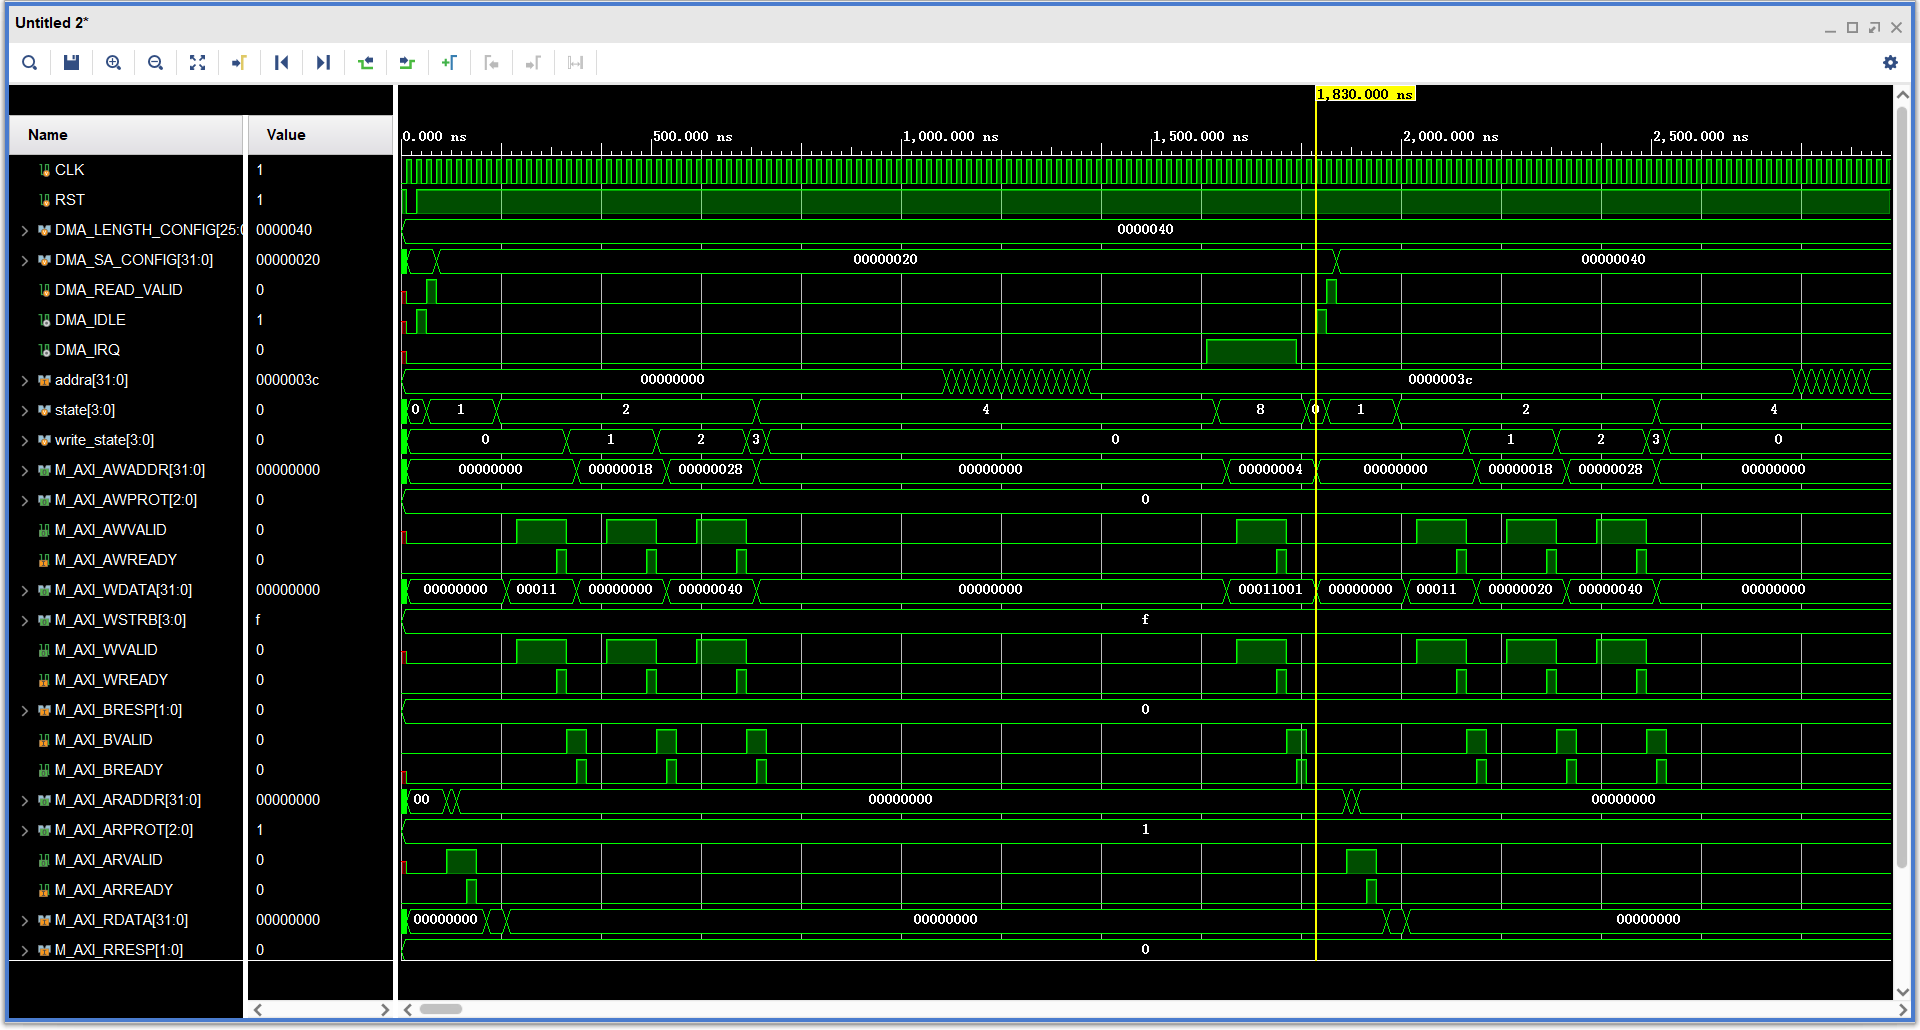 Untitled 2*
1,830.000 ns
Name Value
0.000 ns 500.000 ns 1,000.000 ns 1,500.000 ns 2,000.000 ns 2,500.000 ns
CLK 1
RST 1
DMA_LENGTH_CONFIG[25:0 0000040 0000040
DMA_SA_CONFIG[31:0] 00000020 00000020 00000040
DMA_READ_VALID 0
DMA_IDLE 1
DMA_IRQ 0
addra[31:0] 0000003c 00000000 0000003c
state[3:0] 0 0 1 2 4 8 0 1 2 4
write_state[3:0] 0 0 1 2 3 0 1 2 3 0
M_AXI_AWADDR[31:0] 00000000 00000000 00000018 00000028 00000000 00000004 00000000 00000018 00000028 00000000
M_AXI_AWPROT[2:0] 0 0
M_AXI_AWVALID 0
M_AXI_AWREADY 0
M_AXI_WDATA[31:0] 00000000 00000000 00011 00000000 00000040 00000000 00011001 00000000 00011 00000020 00000040 00000000
M_AXI_WSTRB[3:0] f f
M_AXI_WVALID 0
M_AXI_WREADY 0
M_AXI_BRESP[1:0] 0 0
M_AXI_BVALID 0
M_AXI_BREADY 0
M_AXI_ARADDR[31:0] 00000000 00 00000000 00000000
M_AXI_ARPROT[2:0] 1 1
M_AXI_ARVALID 0
M_AXI_ARREADY 0
M_AXI_RDATA[31:0] 00000000 00000000 00000000 00000000
M_AXI_RRESP[1:0] 0 0